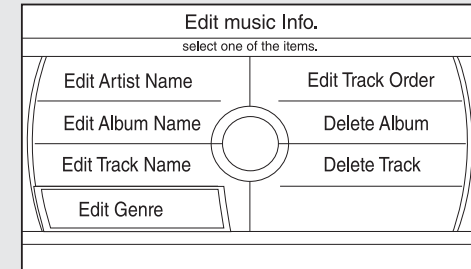 Edit music Info.
select one of the items.
Edit Artist Name
Edit Album Name
Edit Track Name
Edit Genre
Edit Track Order
Delete Album
Delete Track